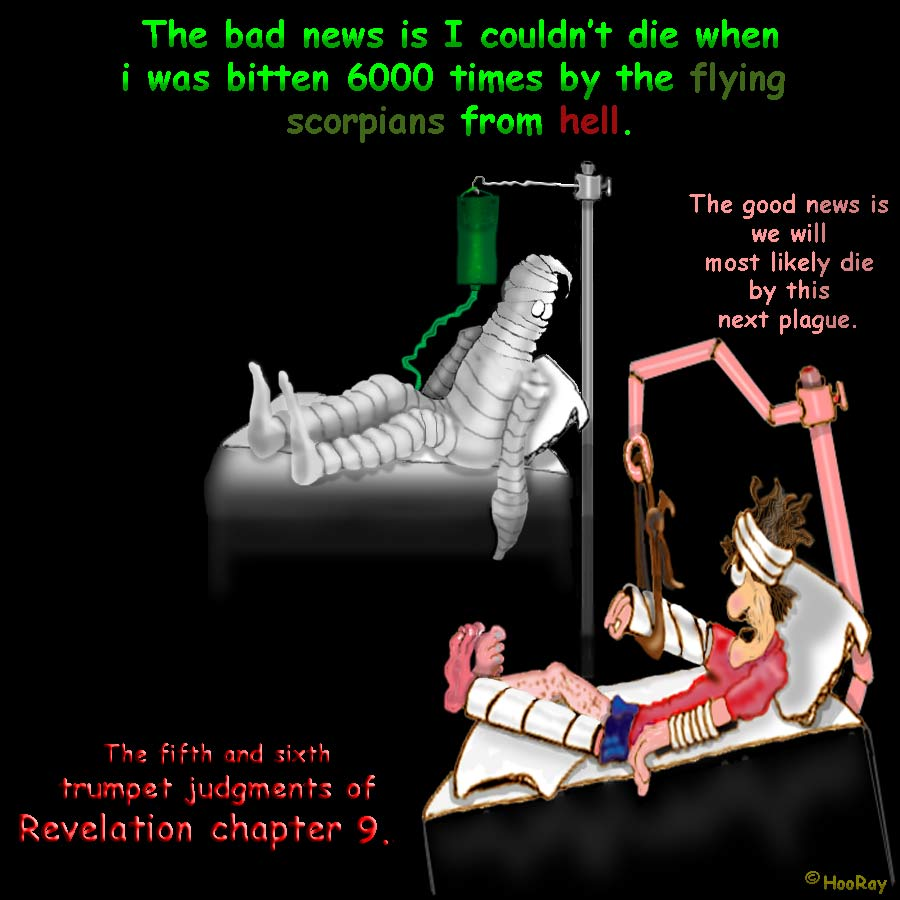 The bad news is I couldn't die when
i was bitten 6000 times by the flying
scorpians from hell.
The good news is
we will
most likely die
by this
next plague.
The fifth and sixth
trumpet judgments of
Revelation chapter 9.
© HooRay